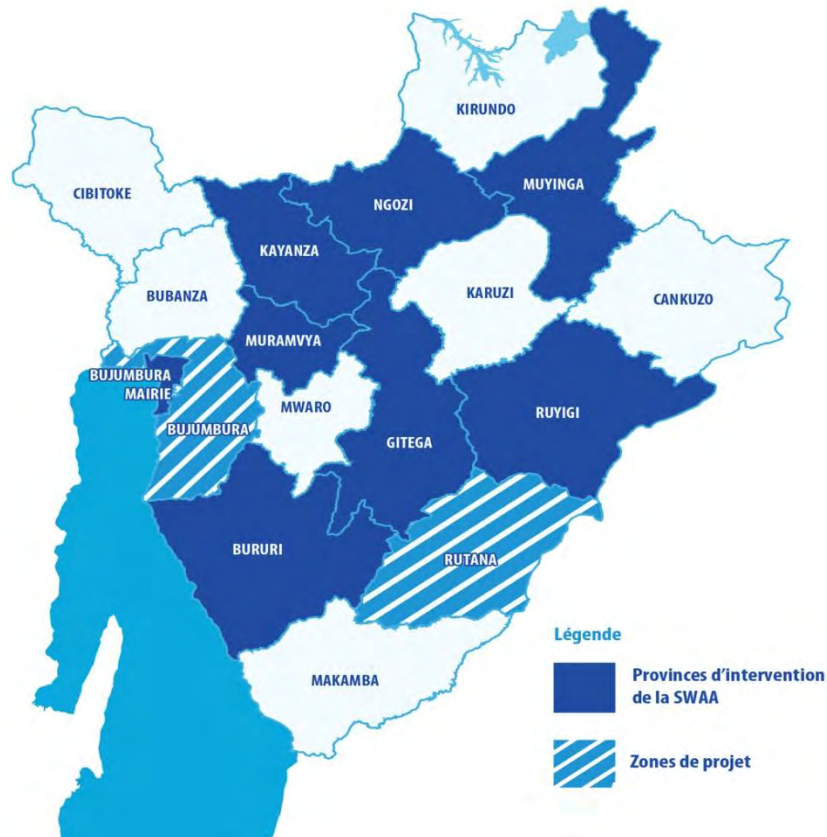 KIRUNDO
CIBITOKE
MUYINGA
NGOZI
KAYANZA
BUBANZA
KARUZI
CANKUZO
MURAMVYA
BUJUMBURA
MAIRIE
MWARO
RUYIGI
BUJUMBURA
GITEGA
BURURI
RUTANA
MAKAMBA
Légende
Provinces d'intervention
de la SWAA
Zones de projet